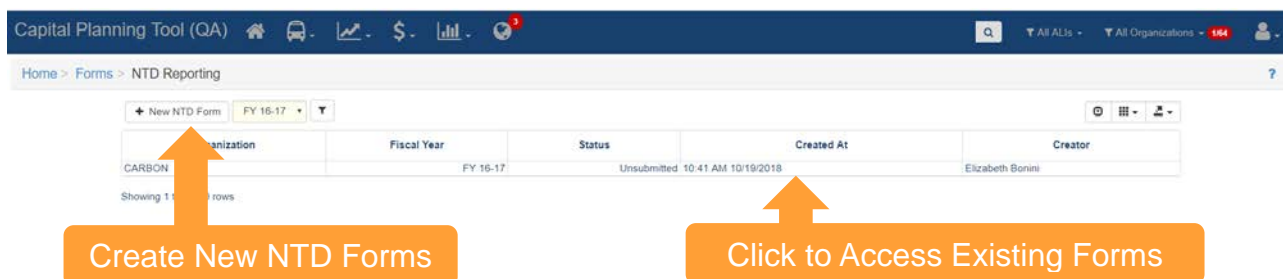 Capital Planning Tool (QA) 3 All ALIs All Organizations 1/64
Home > Forms > NTD Reporting ?
+ New NTD Form FY 16-17
anization Fiscal Year Status Created At Creator
CARBON FY 16-17 Unsubmitted 10:41 AM 10/19/2018 Elizabeth Bonini
Showing 1 rows
Create New NTD Forms Click to Access Existing Forms